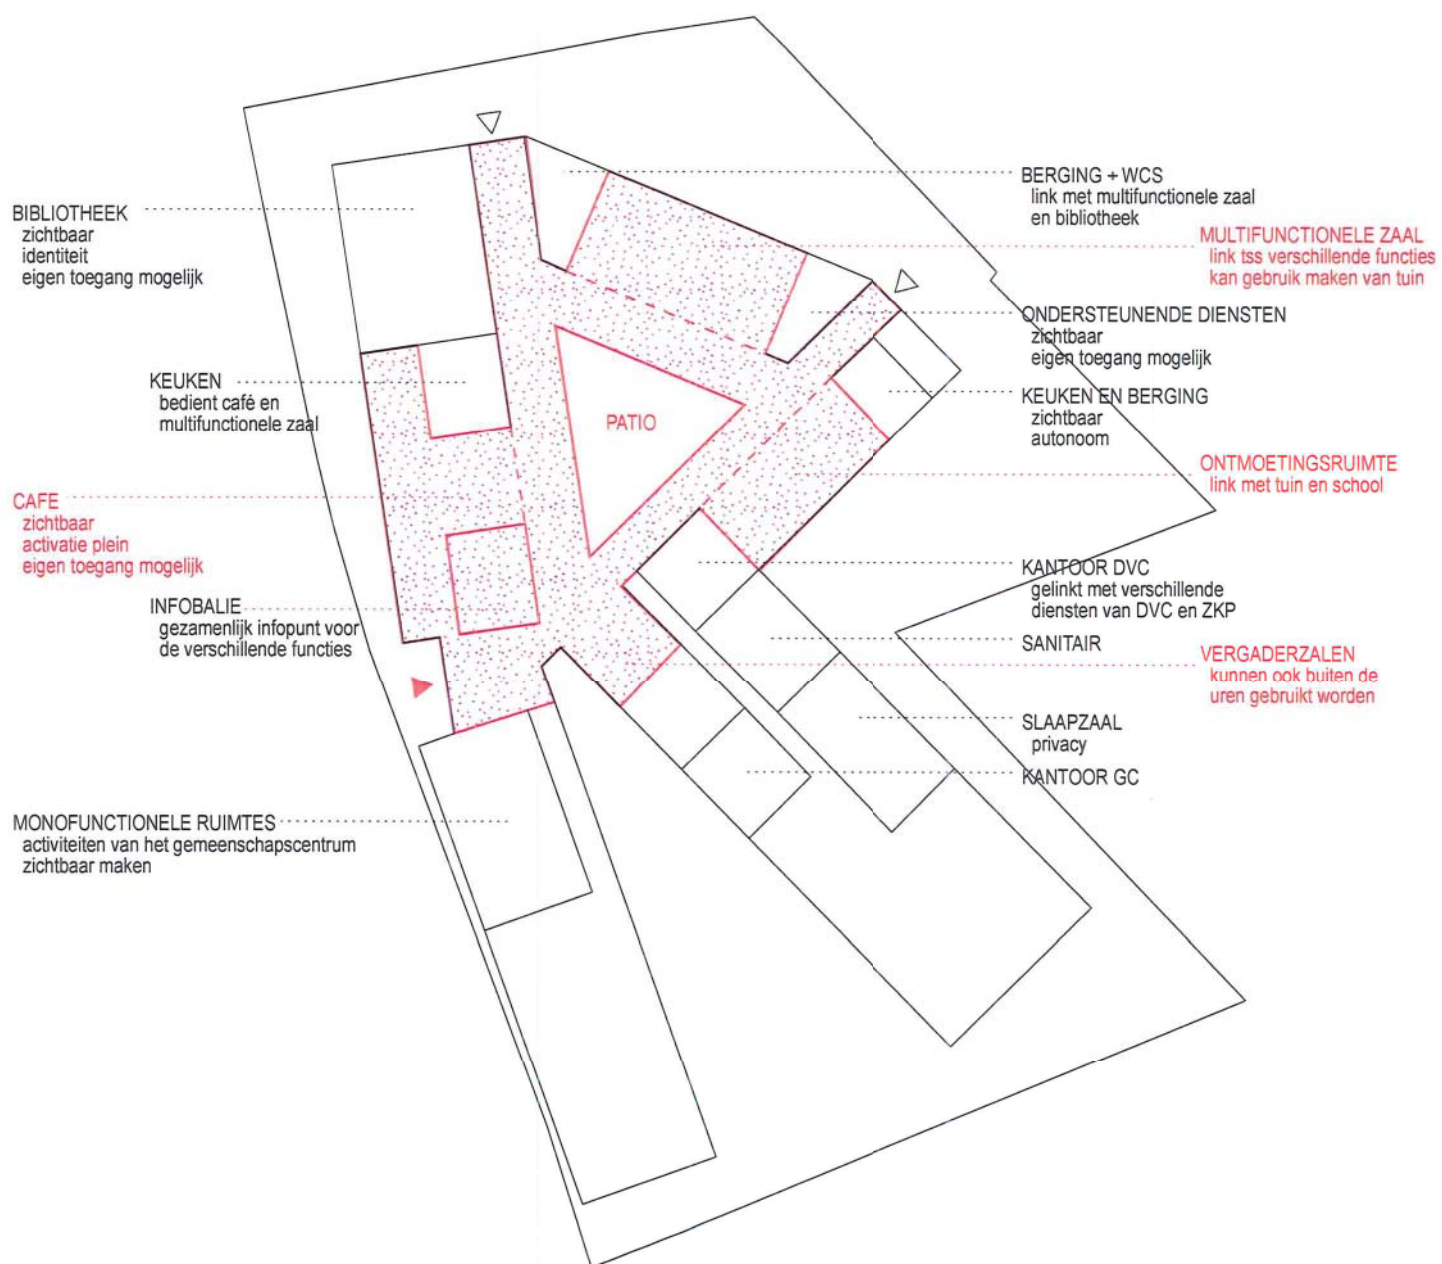 BIBLIOTHEEK
zichtbaar
identiteit
eigen toegang mogelijk
KEUKEN
bedient café en
multifunctionele zaal
CAFE
zichtbaar
activatie plein
eigen toegang mogelijk
INFOBALIE
gezamenlijk infopunt voor
de verschillende functies
MONOFUNCTIONELE RUIMTES
activiteiten van het gemeenschapscentrum
zichtbaar maken
PATIO
BERGING + WCS
link met multifunctionele zaal
en bibliotheek
MULTIFUNCTIONELE ZAAL
link tss verschillende functies
kan gebruik maken van tuin
ONDERSTEUNENDE DIENSTEN
zichtbaar
eigen toegang mogelijk
KEUKEN EN BERGING
zichtbaar
autonoom
ONTMOETINGSRUIMTE
link met tuin en school
KANTOOR DVC
gelinkt met verschillende
diensten van DVC en ZKP
SANITAIR
VERGADERZALEN
kunnen ook buiten de
uren gebruikt worden
SLAAPZAAL
privacy
KANTOOR GC